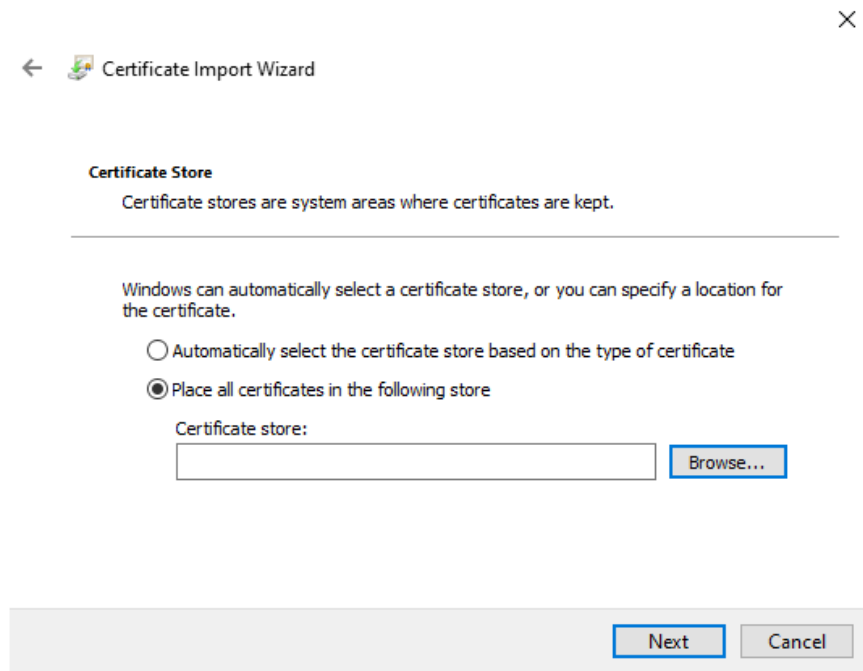 Certificate Import Wizard
Certificate Store
Certificate stores are system areas where certificates are kept.
Windows can automatically select a certificate store, or you can specify a location for
the certificate.
Automatically select the certificate store based on the type of certificate
Place all certificates in the following store
Certificate store:
Browse...
Next
Cancel